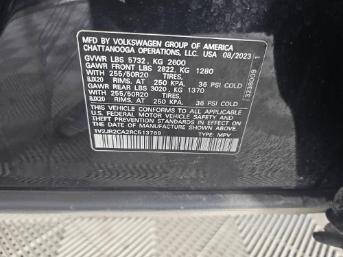 MFD. BY VOLKSWAGEN GROUP OF AMERICA
CHATTANOOGA OPERATIONS, LLC. USA 08/2023
GVWR LBS 5732 , KG 2600
GAWR FRONT LBS 2822 , KG 1280
WITH 255/50R20 TIRES,
8JX20 RIMS, AT 250 KPA, 36 PSI COLD
GAWR REAR LBS 3020 , KG 1370
WITH 255/50R20 TIRES,
8JX20 RIMS, AT 250 KPA, 36 PSI COLD
THIS VEHICLE CONFORMS TO ALL APPLICABLE
FEDERAL MOTOR VEHICLE SAFETY AND
THEFT PREVENTION STANDARDS IN EFFECT ON THE
DATE OF MANUFACTURE SHOWN ABOVE.
TYPE: MPV